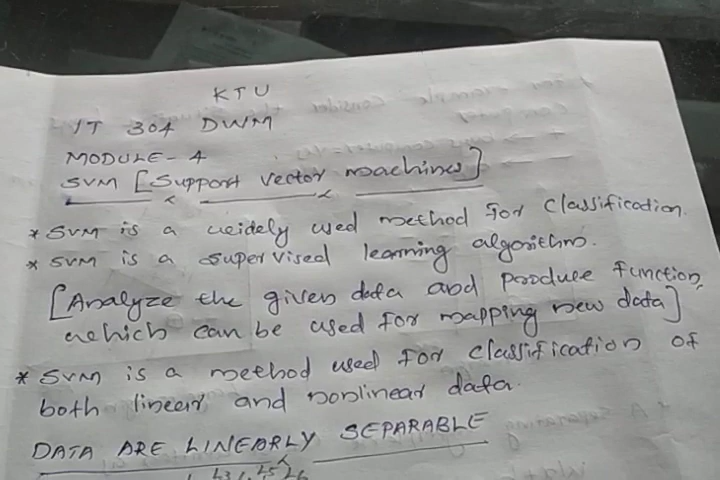 KTU
IT 304 DWM
MODULE - 4
SVM [Support vector machines]
* SVM is a weidely used method for classification.
* SVM is a supervised learning algorithm.
[Analyze the given data and produce function,
which can be used for mapping new data]
* SVM is a method used for classification of
both linear and nonlinear data.
DATA ARE LINEARLY SEPARABLE